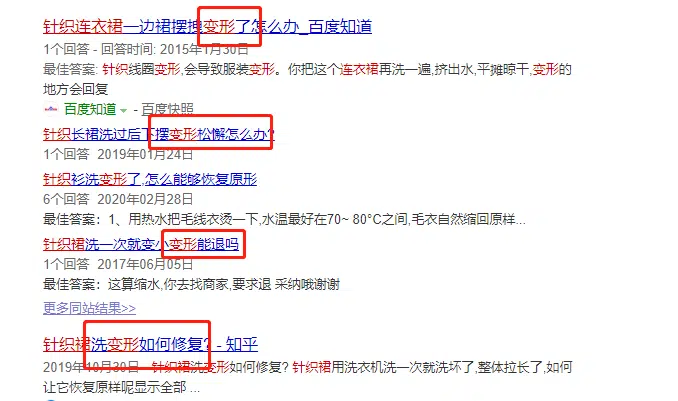 针织连衣裙一边裙摆拽变形了怎么办_百度知道
1个回答 - 回答时间: 2015年1月30日
最佳答案: 针织线圈变形,会导致服装变形。你把这个连衣裙再洗一遍,挤出水,平摊晾干,变形的
地方会回复
百度知道 - 百度快照
针织长裙洗过后下摆变形松懈怎么办?
1个回答 2019年01月24日
针织衫洗变形了,怎么能够恢复原形
6个回答 2020年02月28日
最佳答案：1、用热水把毛线衣烫一下,水温最好在70~ 80°C之间,毛衣自然缩回原样...
针织裙洗一次就变小变形能退吗
1个回答 2017年06月05日
最佳答案：这算缩水,你去找商家,要求退 采纳哦谢谢
更多同站结果>>
针织裙洗变形如何修复? - 知乎
2019年10月30日 针织裙洗变形如何修复? 针织裙用洗衣机洗一次就洗坏了,整体拉长了,如何
让它恢复原样呢显示全部 ...